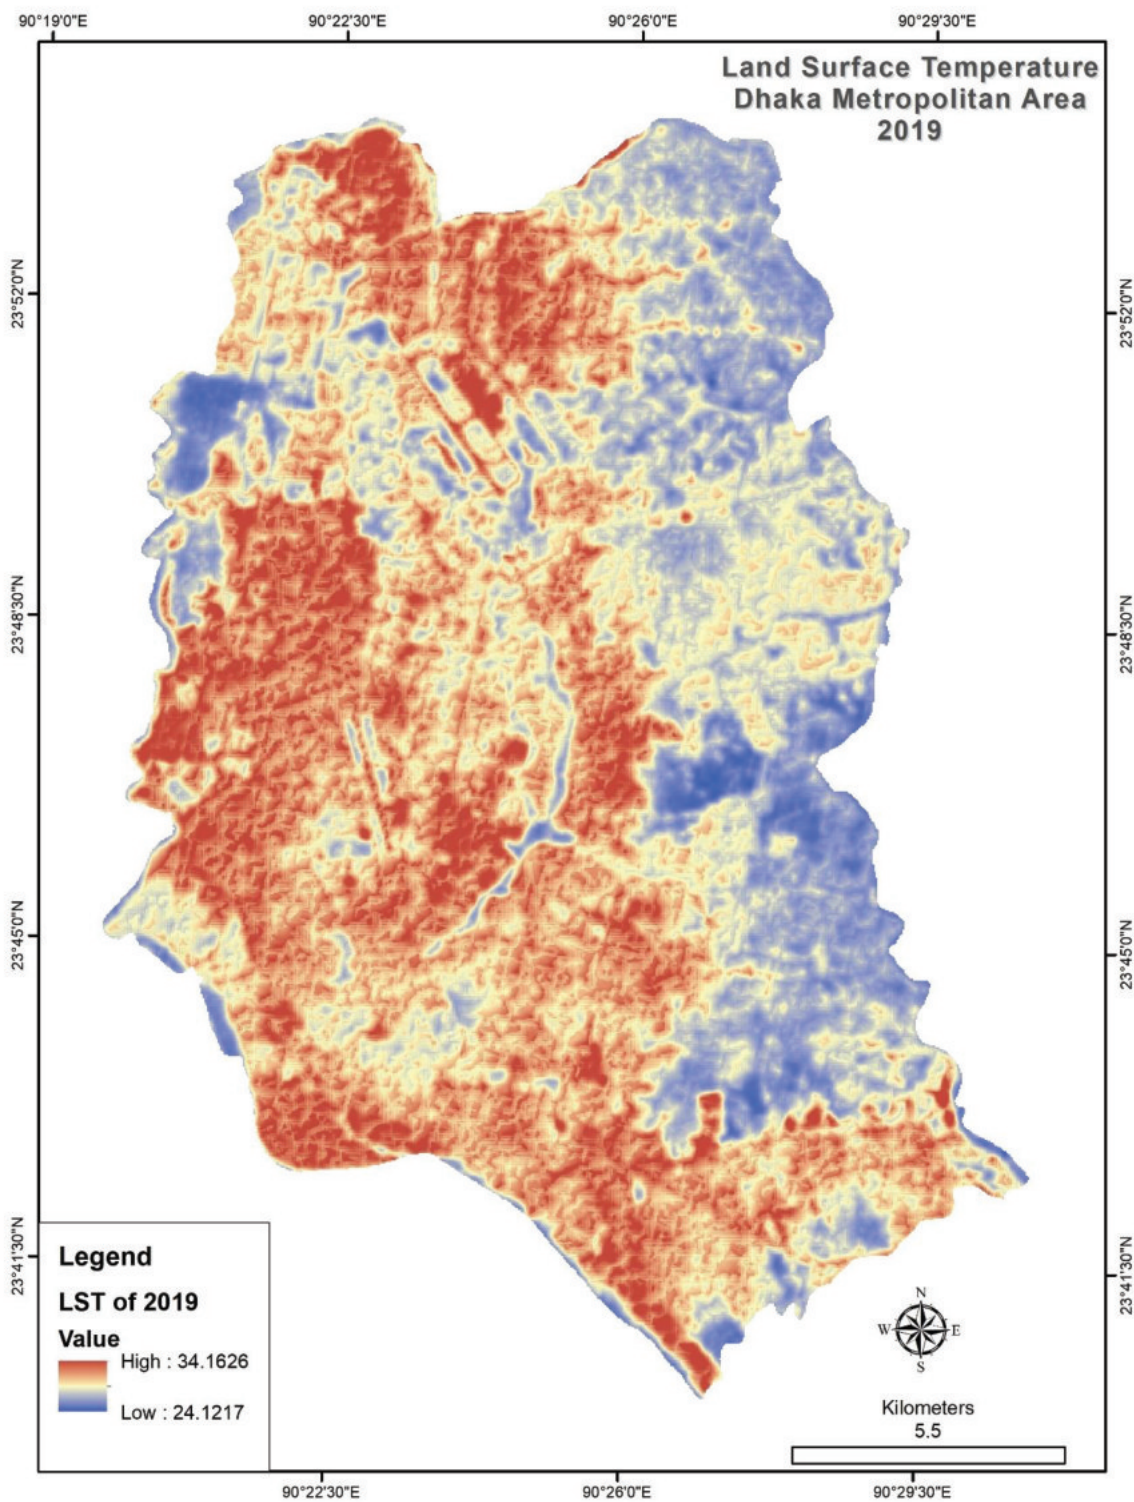 90°19'0"E 90°22'30"E 90°26'0"E 90°29'30"E
Land Surface Temperature
Dhaka Metropolitan Area
2019
23°52'0"N
23°52'0"N
23°48'30"N
23°48'30"N
23°45'0"N
23°45'0"N
23°41'30"N
23°41'30"N
Legend
LST of 2019
Value
High : 34.1626
Low : 24.1217
N
W E
S
Kilometers
5.5
90°22'30"E 90°26'0"E 90°29'30"E